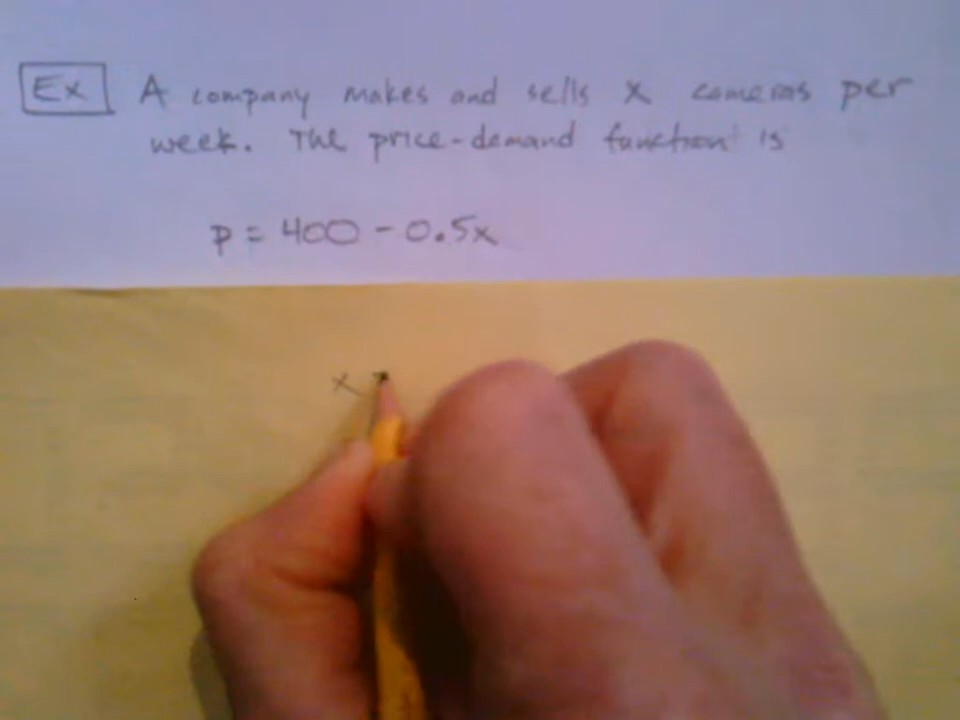 Ex A company makes and sells x cameras per
week. The price-demand function is
p = 400 - 0.5x
x